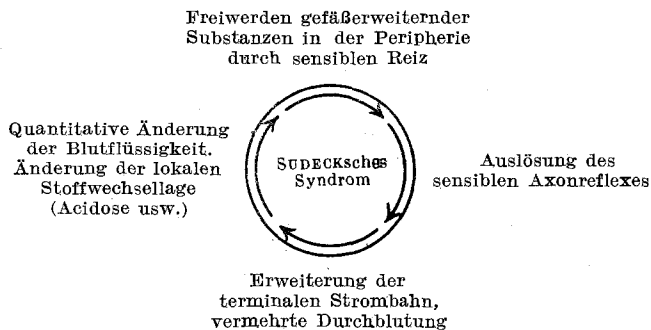 Freiwerden gefäßerweiternder
Substanzen in der Peripherie
durch sensiblen Reiz
Quantitative Änderung
der Blutflüssigkeit.
Änderung der lokalen
Stoffwechsellage
(Acidose usw.)
SUDECKsches
Syndrom
Auslösung des
sensiblen Axonreflexes
Erweiterung der
terminalen Strombahn,
vermehrte Durchblutung